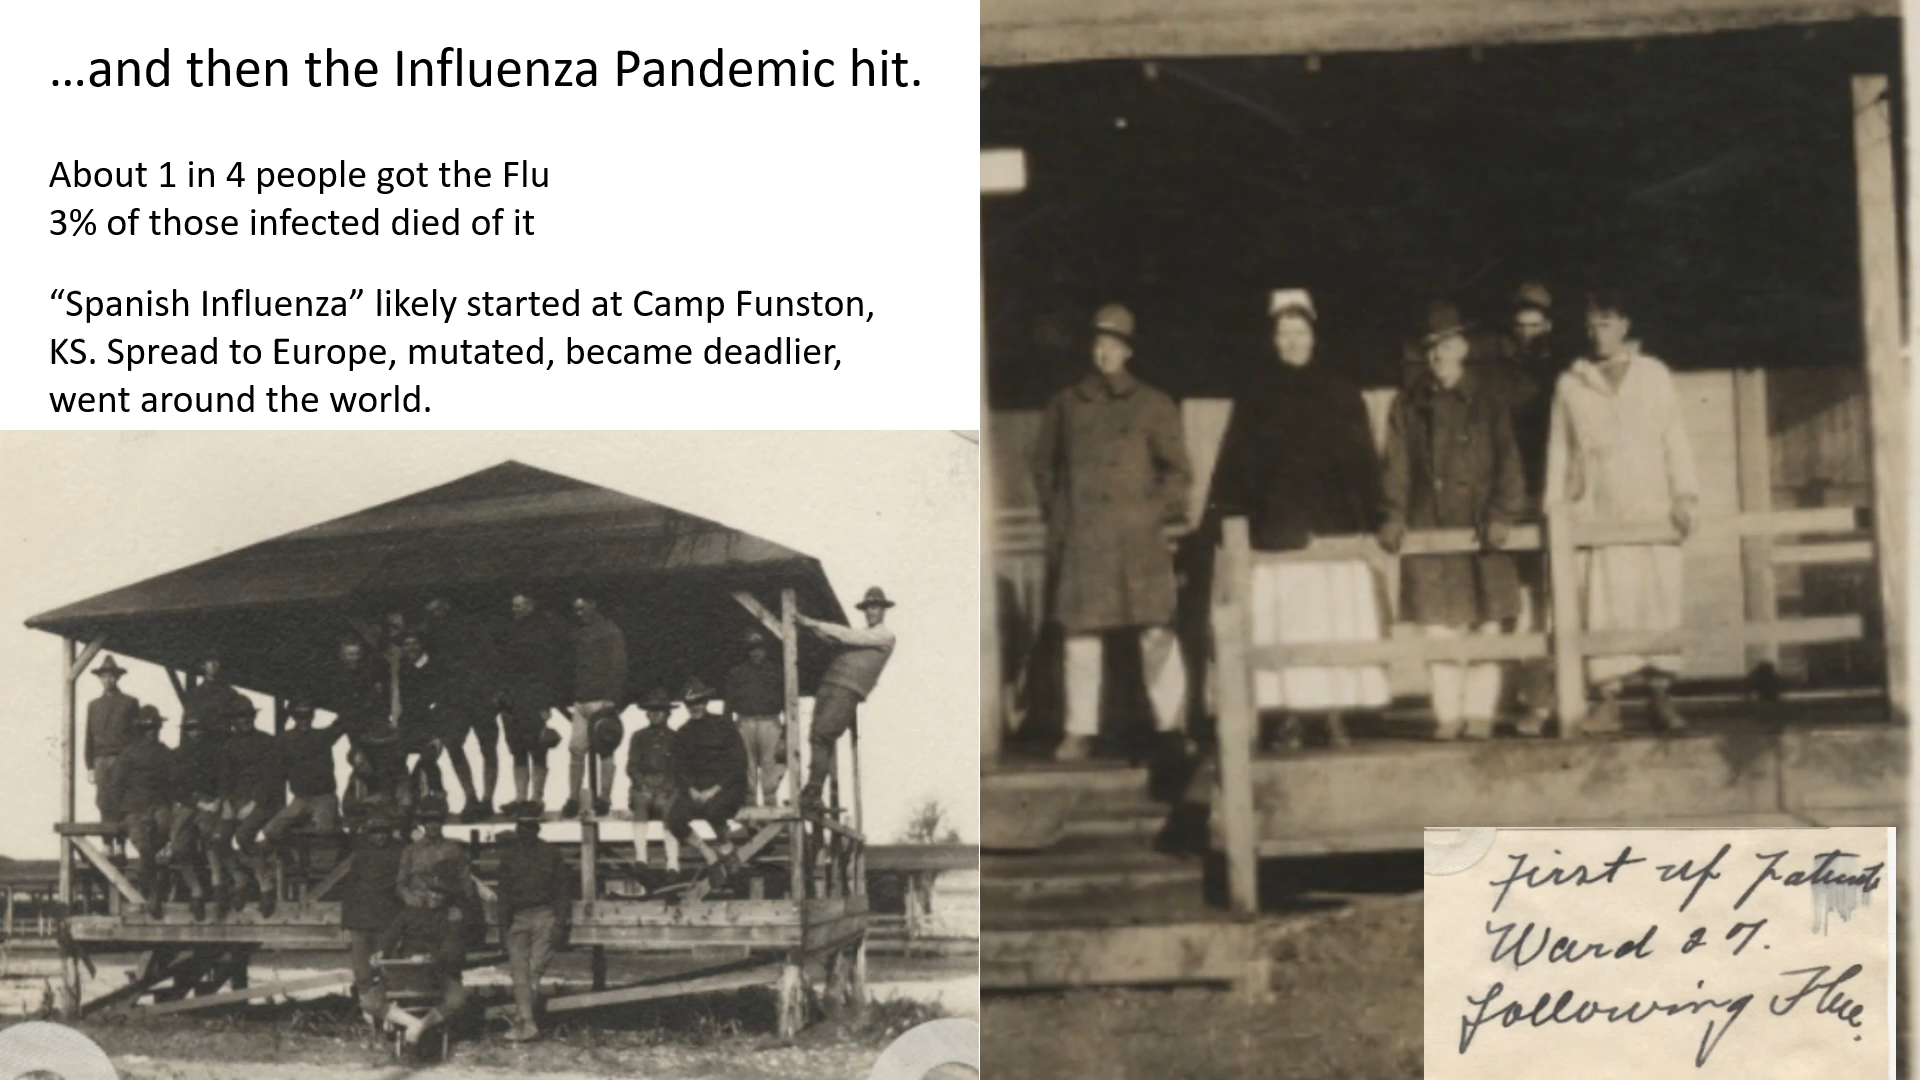 …and then the Influenza Pandemic hit.
About 1 in 4 people got the Flu
3% of those infected died of it
“Spanish Influenza” likely started at Camp Funston,
KS. Spread to Europe, mutated, became deadlier,
went around the world.
First up patients
Ward 27.
following Flue.